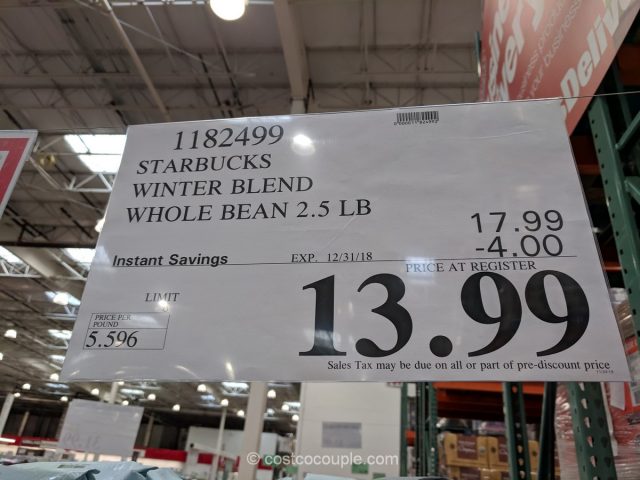 1182499
STARBUCKS
WINTER BLEND
WHOLE BEAN 2.5 LB
17.99
-4.00
Instant Savings EXP. 12/31/18
PRICE AT REGISTER
13.99
LIMIT
PRICE PER
POUND
5.596
Sales Tax may be due on all or part of pre-discount price
© costcocouple.com